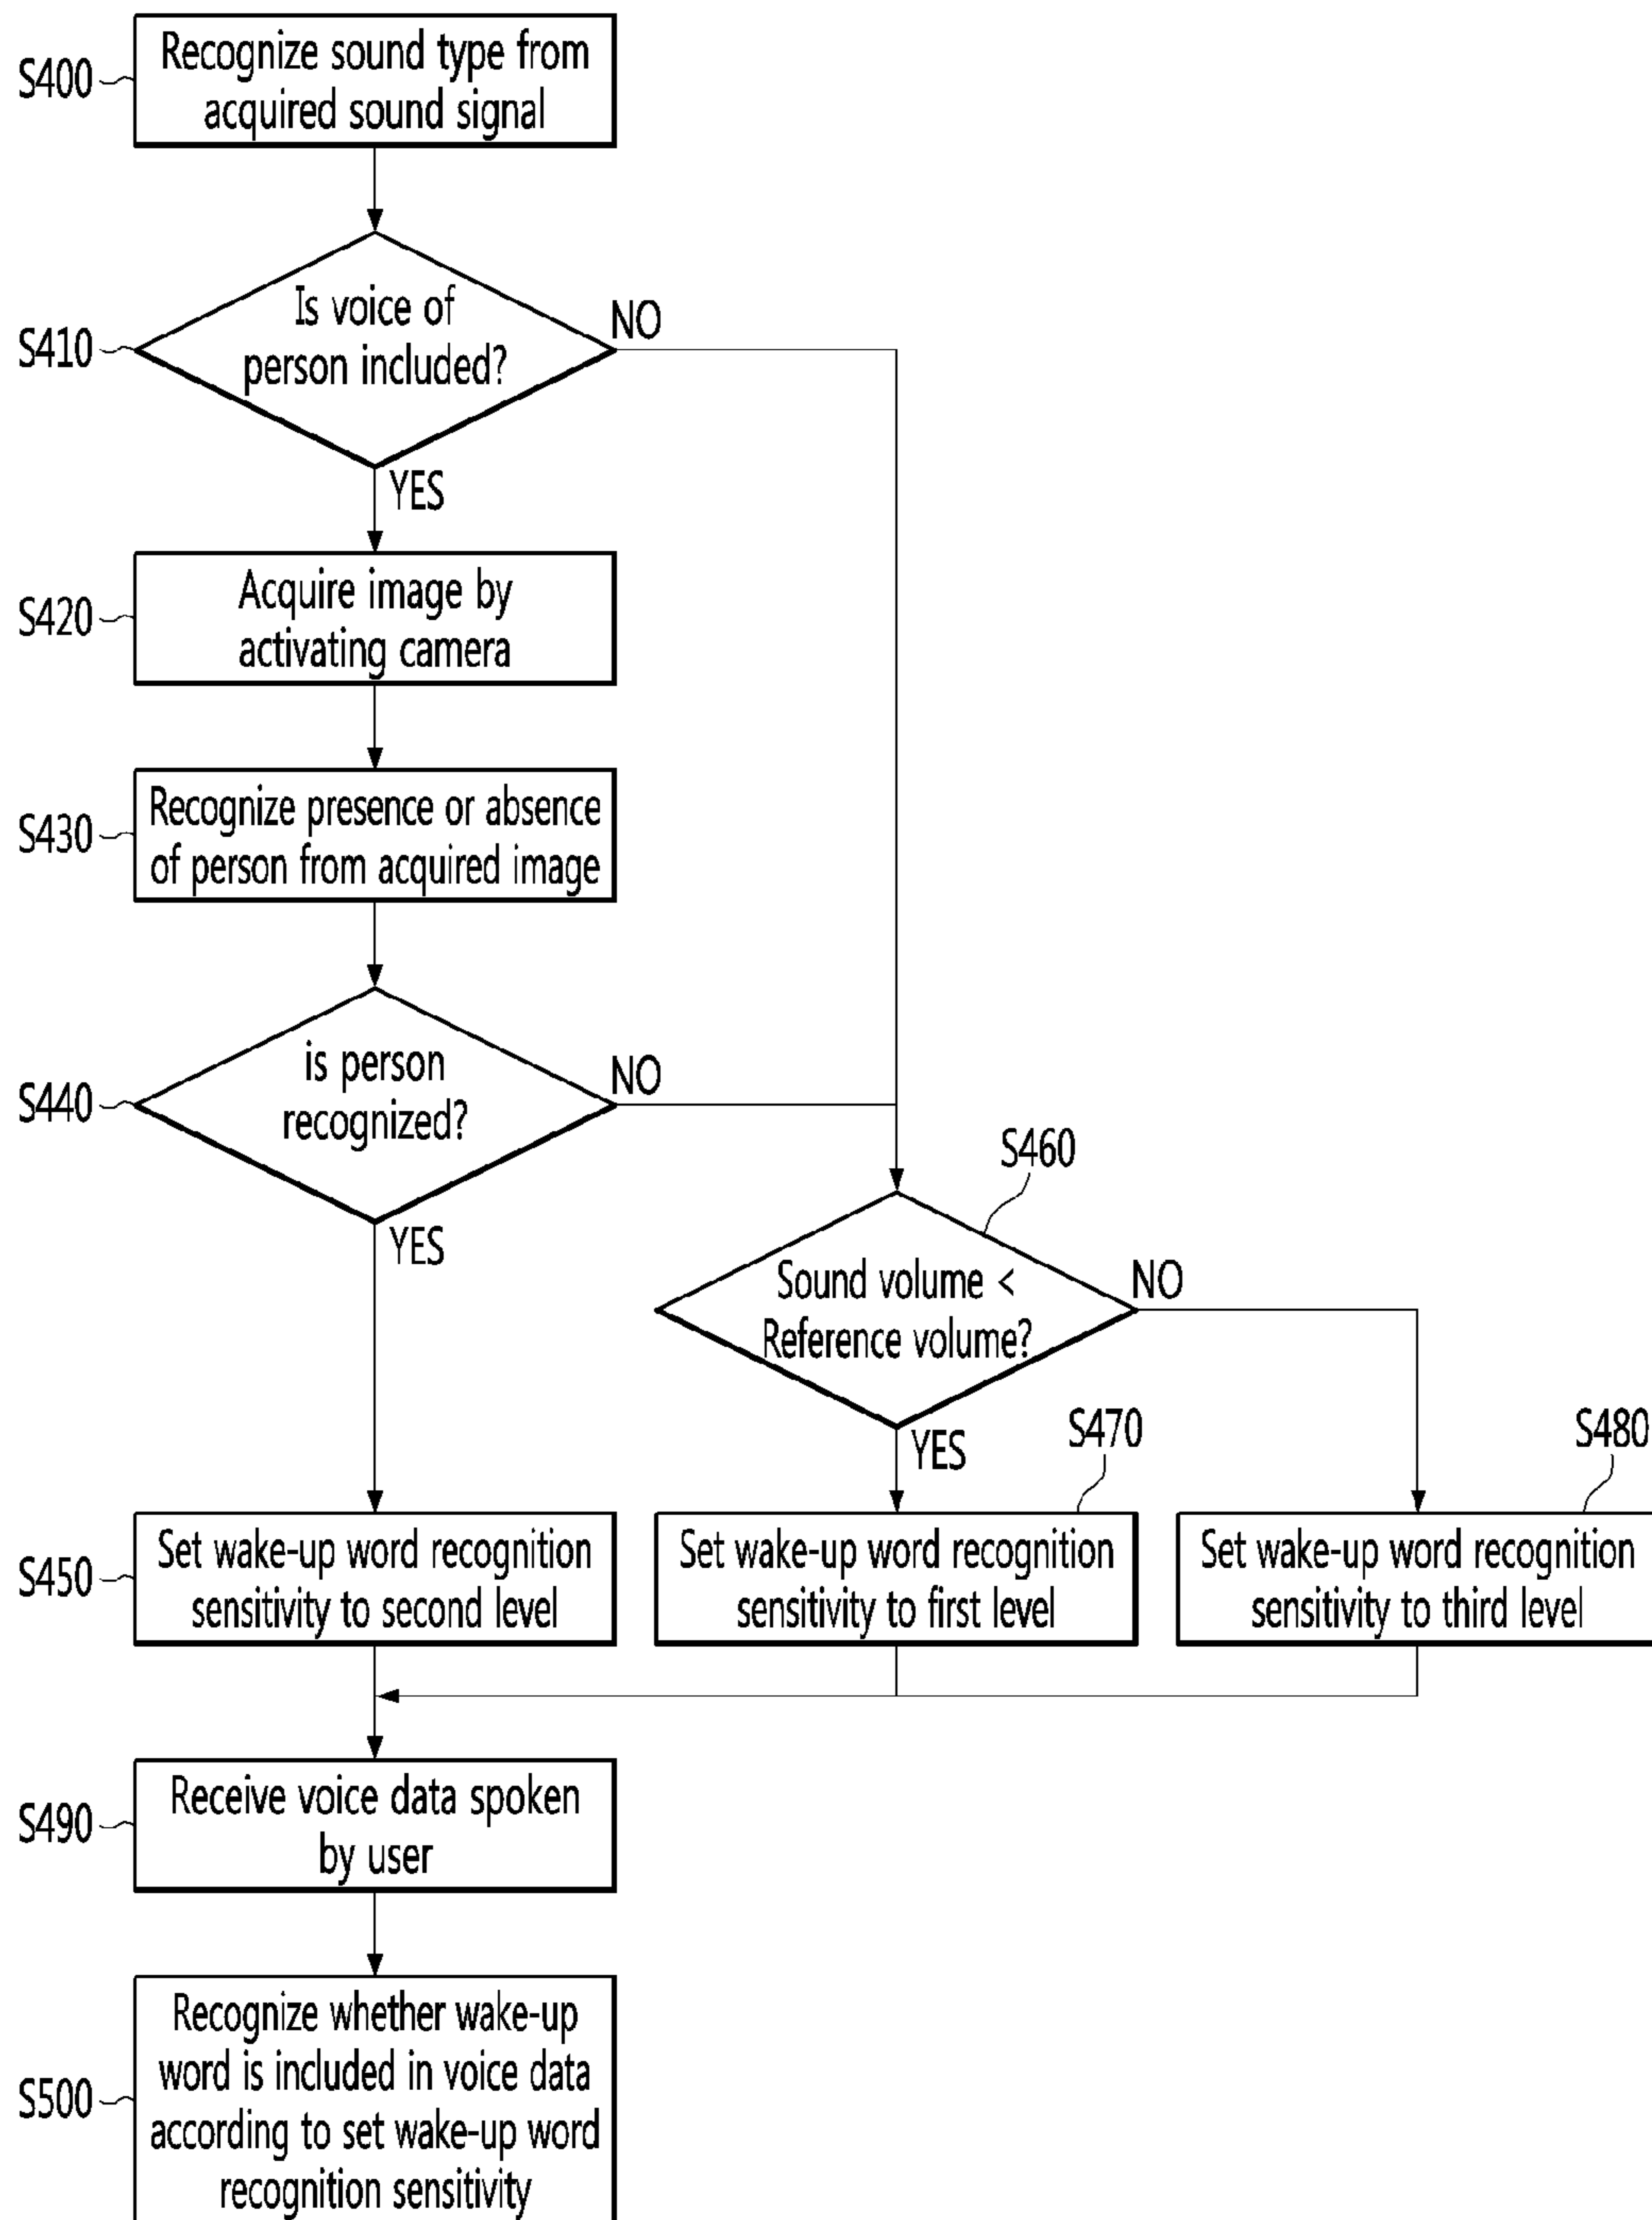 S400
Recognize sound type from
acquired sound signal
S410
Is voice of
person included?
NO
YES
S420
Acquire image by
activating camera
S430
Recognize presence or absence
of person from acquired image
S440
is person
recognized?
NO
YES
S460
Sound volume <
Reference volume?
NO
YES
S450
Set wake-up word recognition
sensitivity to second level
S470
Set wake-up word recognition
sensitivity to first level
S480
Set wake-up word recognition
sensitivity to third level
S490
Receive voice data spoken
by user
S500
Recognize whether wake-up
word is included in voice data
according to set wake-up word
recognition sensitivity